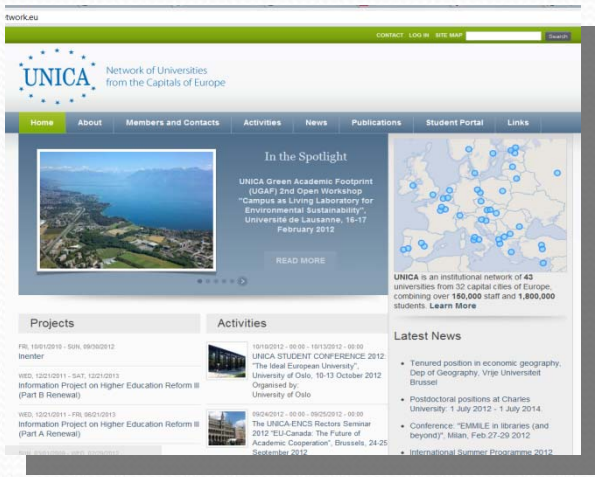 twork.eu
CONTACT LOG IN SITE MAP Search
UNICA
Network of Universities
from the Capitals of Europe
Home About Members and Contacts Activities News Publications Student Portal Links
In the Spotlight
UNICA Green Academic Footprint
(UGAF) 2nd Open Workshop
"Campus as Living Laboratory for
Environmental Sustainability",
Université de Lausanne, 16-17
February 2012
READ MORE
UNICA is an institutional network of 43
universities from 32 capital cities of Europe,
combining over 150,000 staff and 1,800,000
students. Learn More
Projects
FRI, 10/01/2010 - SUN, 09/30/2012
Inenter
WED, 12/21/2011 - SAT, 12/21/2013
Information Project on Higher Education Reform III
(Part B Renewal)
WED, 12/21/2011 - FRI, 06/21/2013
Information Project on Higher Education Reform III
(Part A Renewal)
Activities
10/10/2012 - 00:00 - 10/13/2012 - 00:00
UNICA STUDENT CONFERENCE 2012:
"The Ideal European University",
University of Oslo, 10-13 October 2012
Organised by:
University of Oslo
09/24/2012 - 00:00 - 09/25/2012 - 00:00
The UNICA-ENCS Rectors Seminar
2012 "EU-Canada: The Future of
Academic Cooperation", Brussels, 24-25
September 2012
Latest News
Tenured position in economic geography,
Dep of Geography, Vrije Universiteit
Brussel
Postdoctoral positions at Charles
University: 1 July 2012 - 1 July 2014
Conference: "EMMILE in libraries (and
beyond)", Milan, Feb 27-29 2012
International Summer Programme 2012